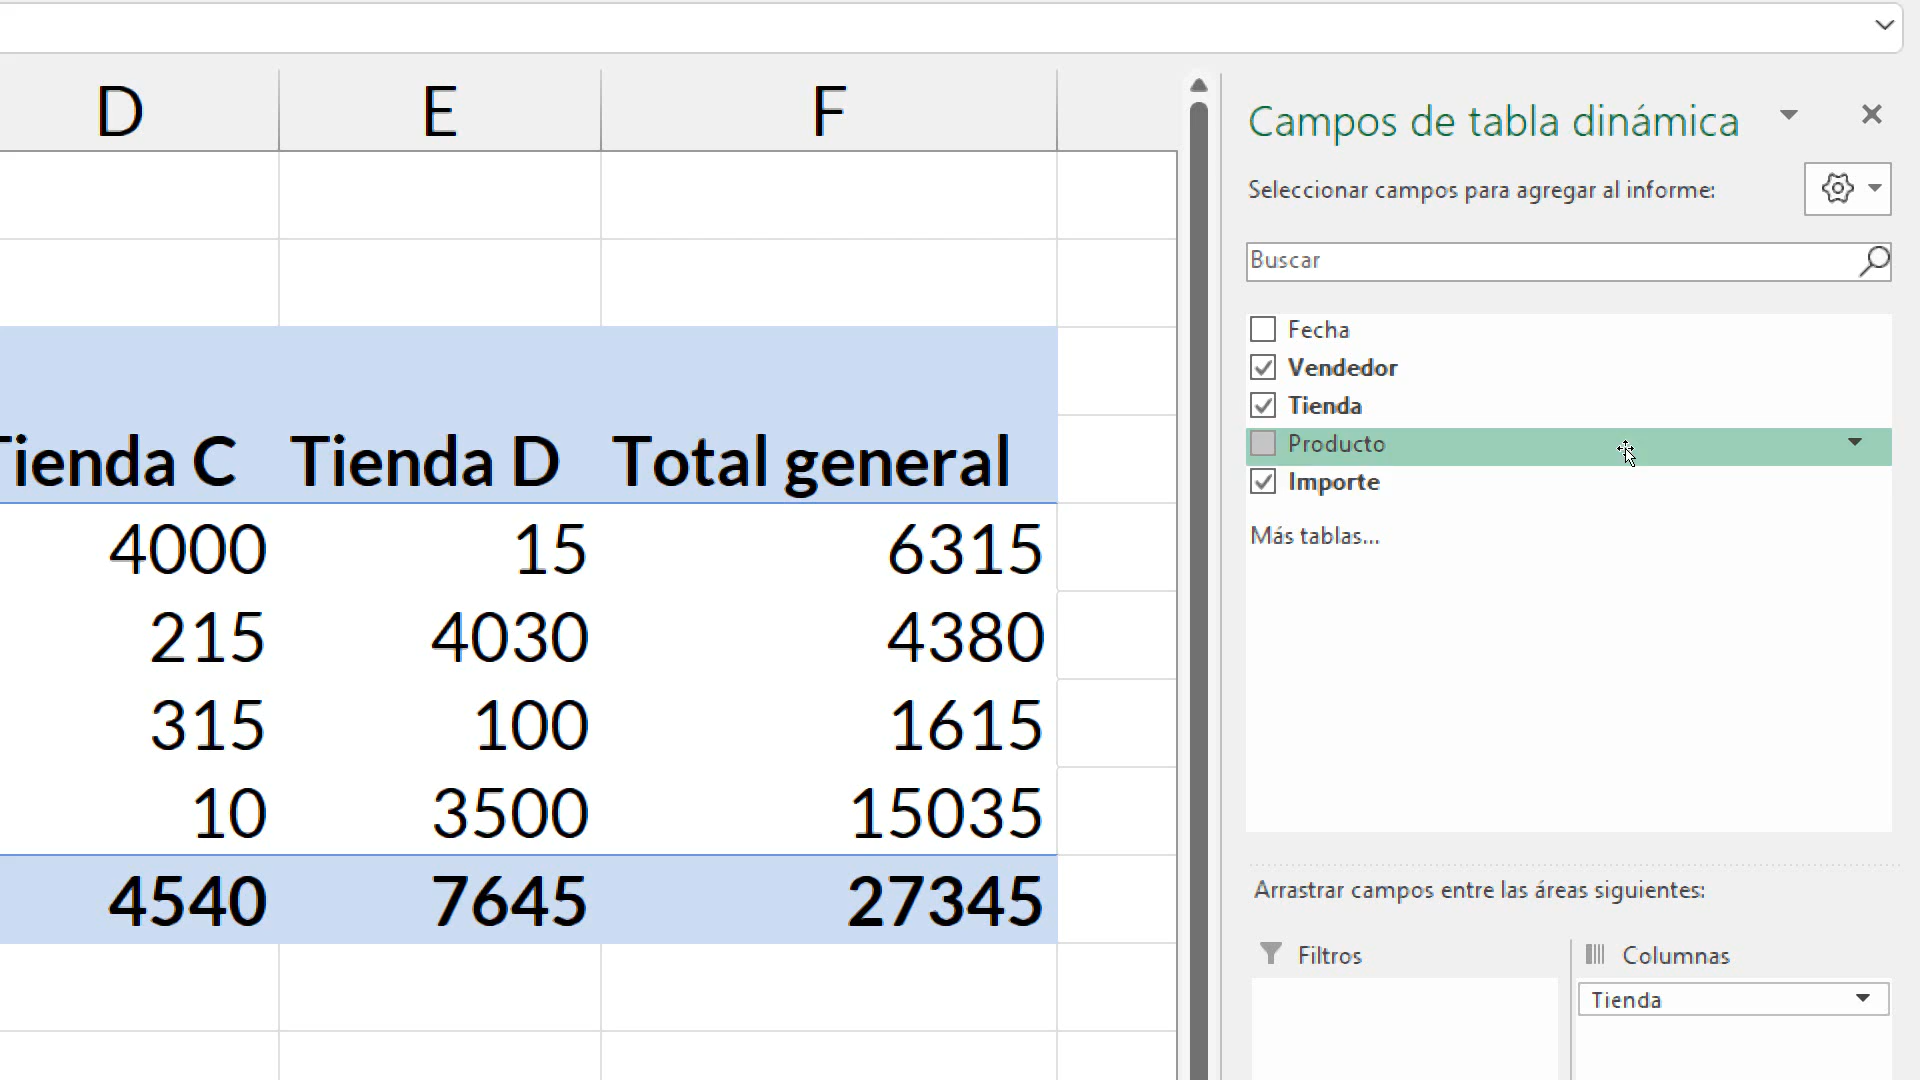 D E F
Tienda C Tienda D Total general
4000 15 6315
215 4030 4380
315 100 1615
10 3500 15035
4540 7645 27345
Campos de tabla dinámica
Seleccionar campos para agregar al informe:
Buscar
Fecha
Vendedor
Tienda
Producto
Importe
Más tablas...
Arrastrar campos entre las áreas siguientes:
Filtros
Columnas
Tienda